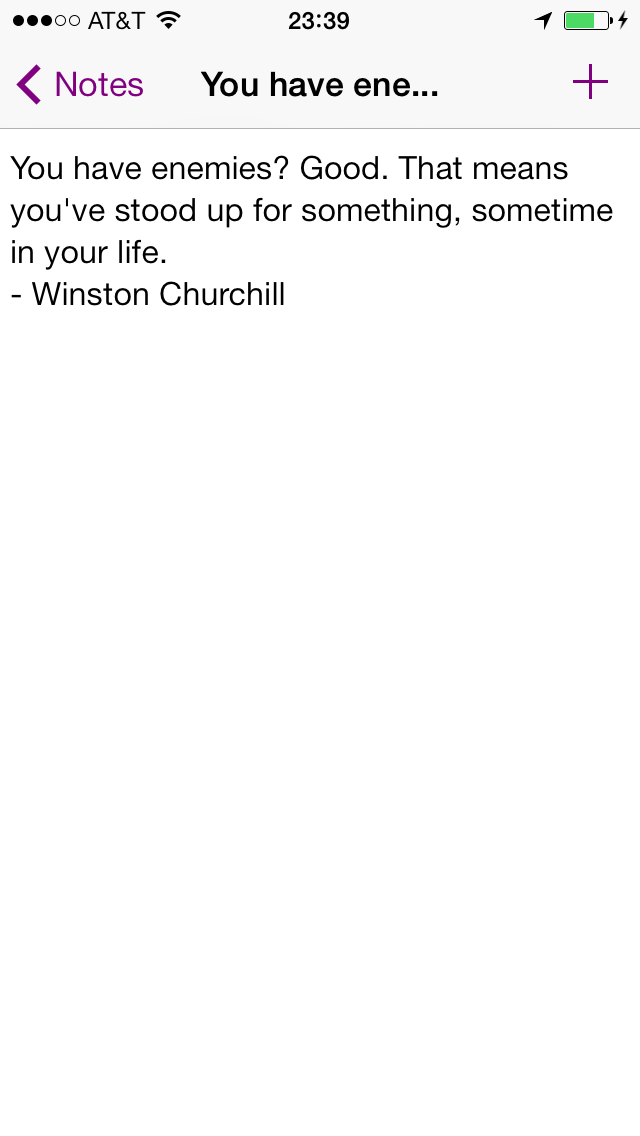 AT&T 23:39
Notes You have ene...
You have enemies? Good. That means
you've stood up for something, sometime
in your life.
- Winston Churchill